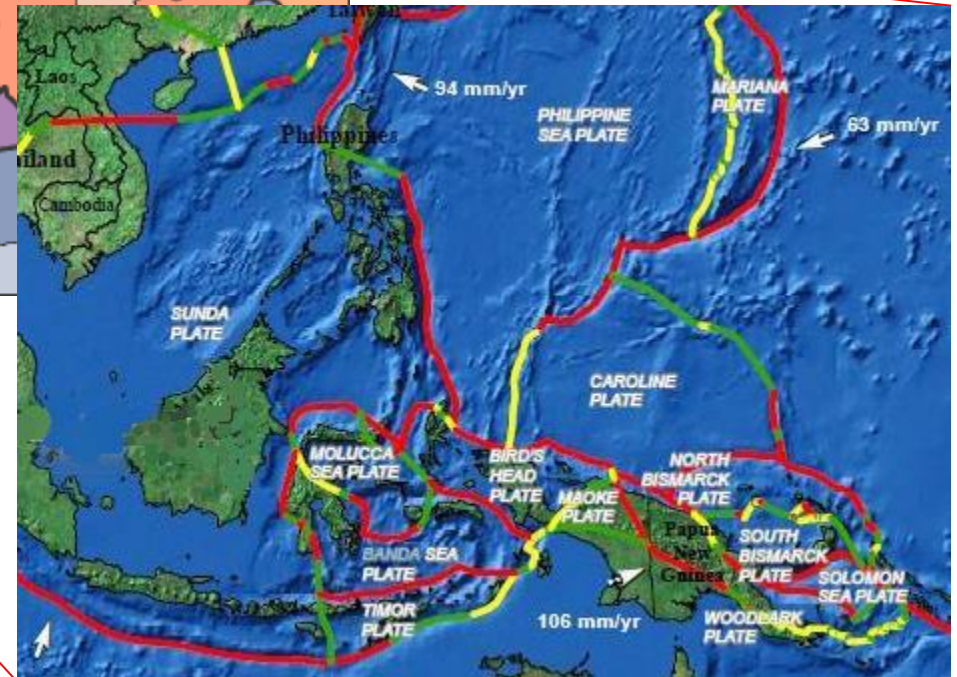 Taiwan
Laos
94 mm/yr
MARIANA
PLATE
PHILIPPINE
SEA PLATE
63 mm/yr
Philippines
ailand
Cambodia
SUNDA
PLATE
CAROLINE
PLATE
MOLUCCA
SEA PLATE
BIRD'S
HEAD
PLATE
NORTH
BISMARCK
PLATE
MAOKE
PLATE
Papua
New
Guinea
SOUTH
BISMARCK
PLATE
BANDA SEA
PLATE
SOLOMON
SEA PLATE
TIMOR
PLATE
106 mm/yr
WOODLARK
PLATE